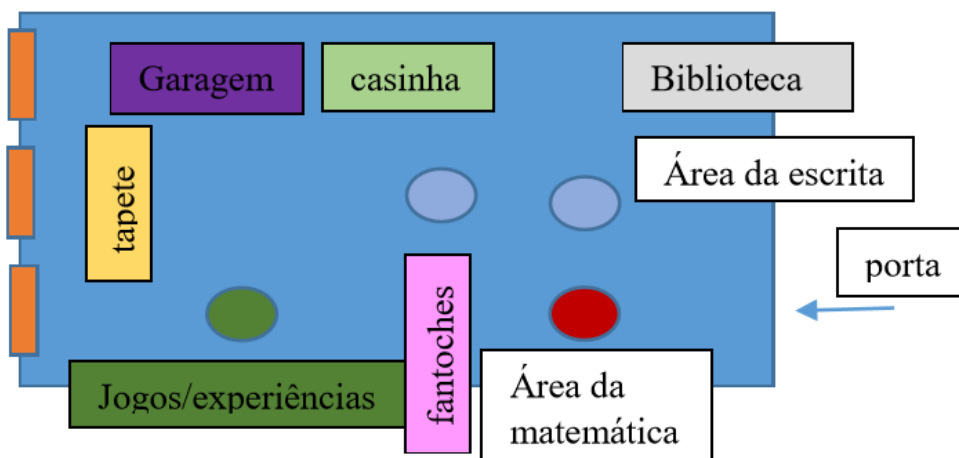 Garagem
casinha
Biblioteca
tapete
Área da escrita
porta
fantoches
Jogos/experiências
Área da
matemática